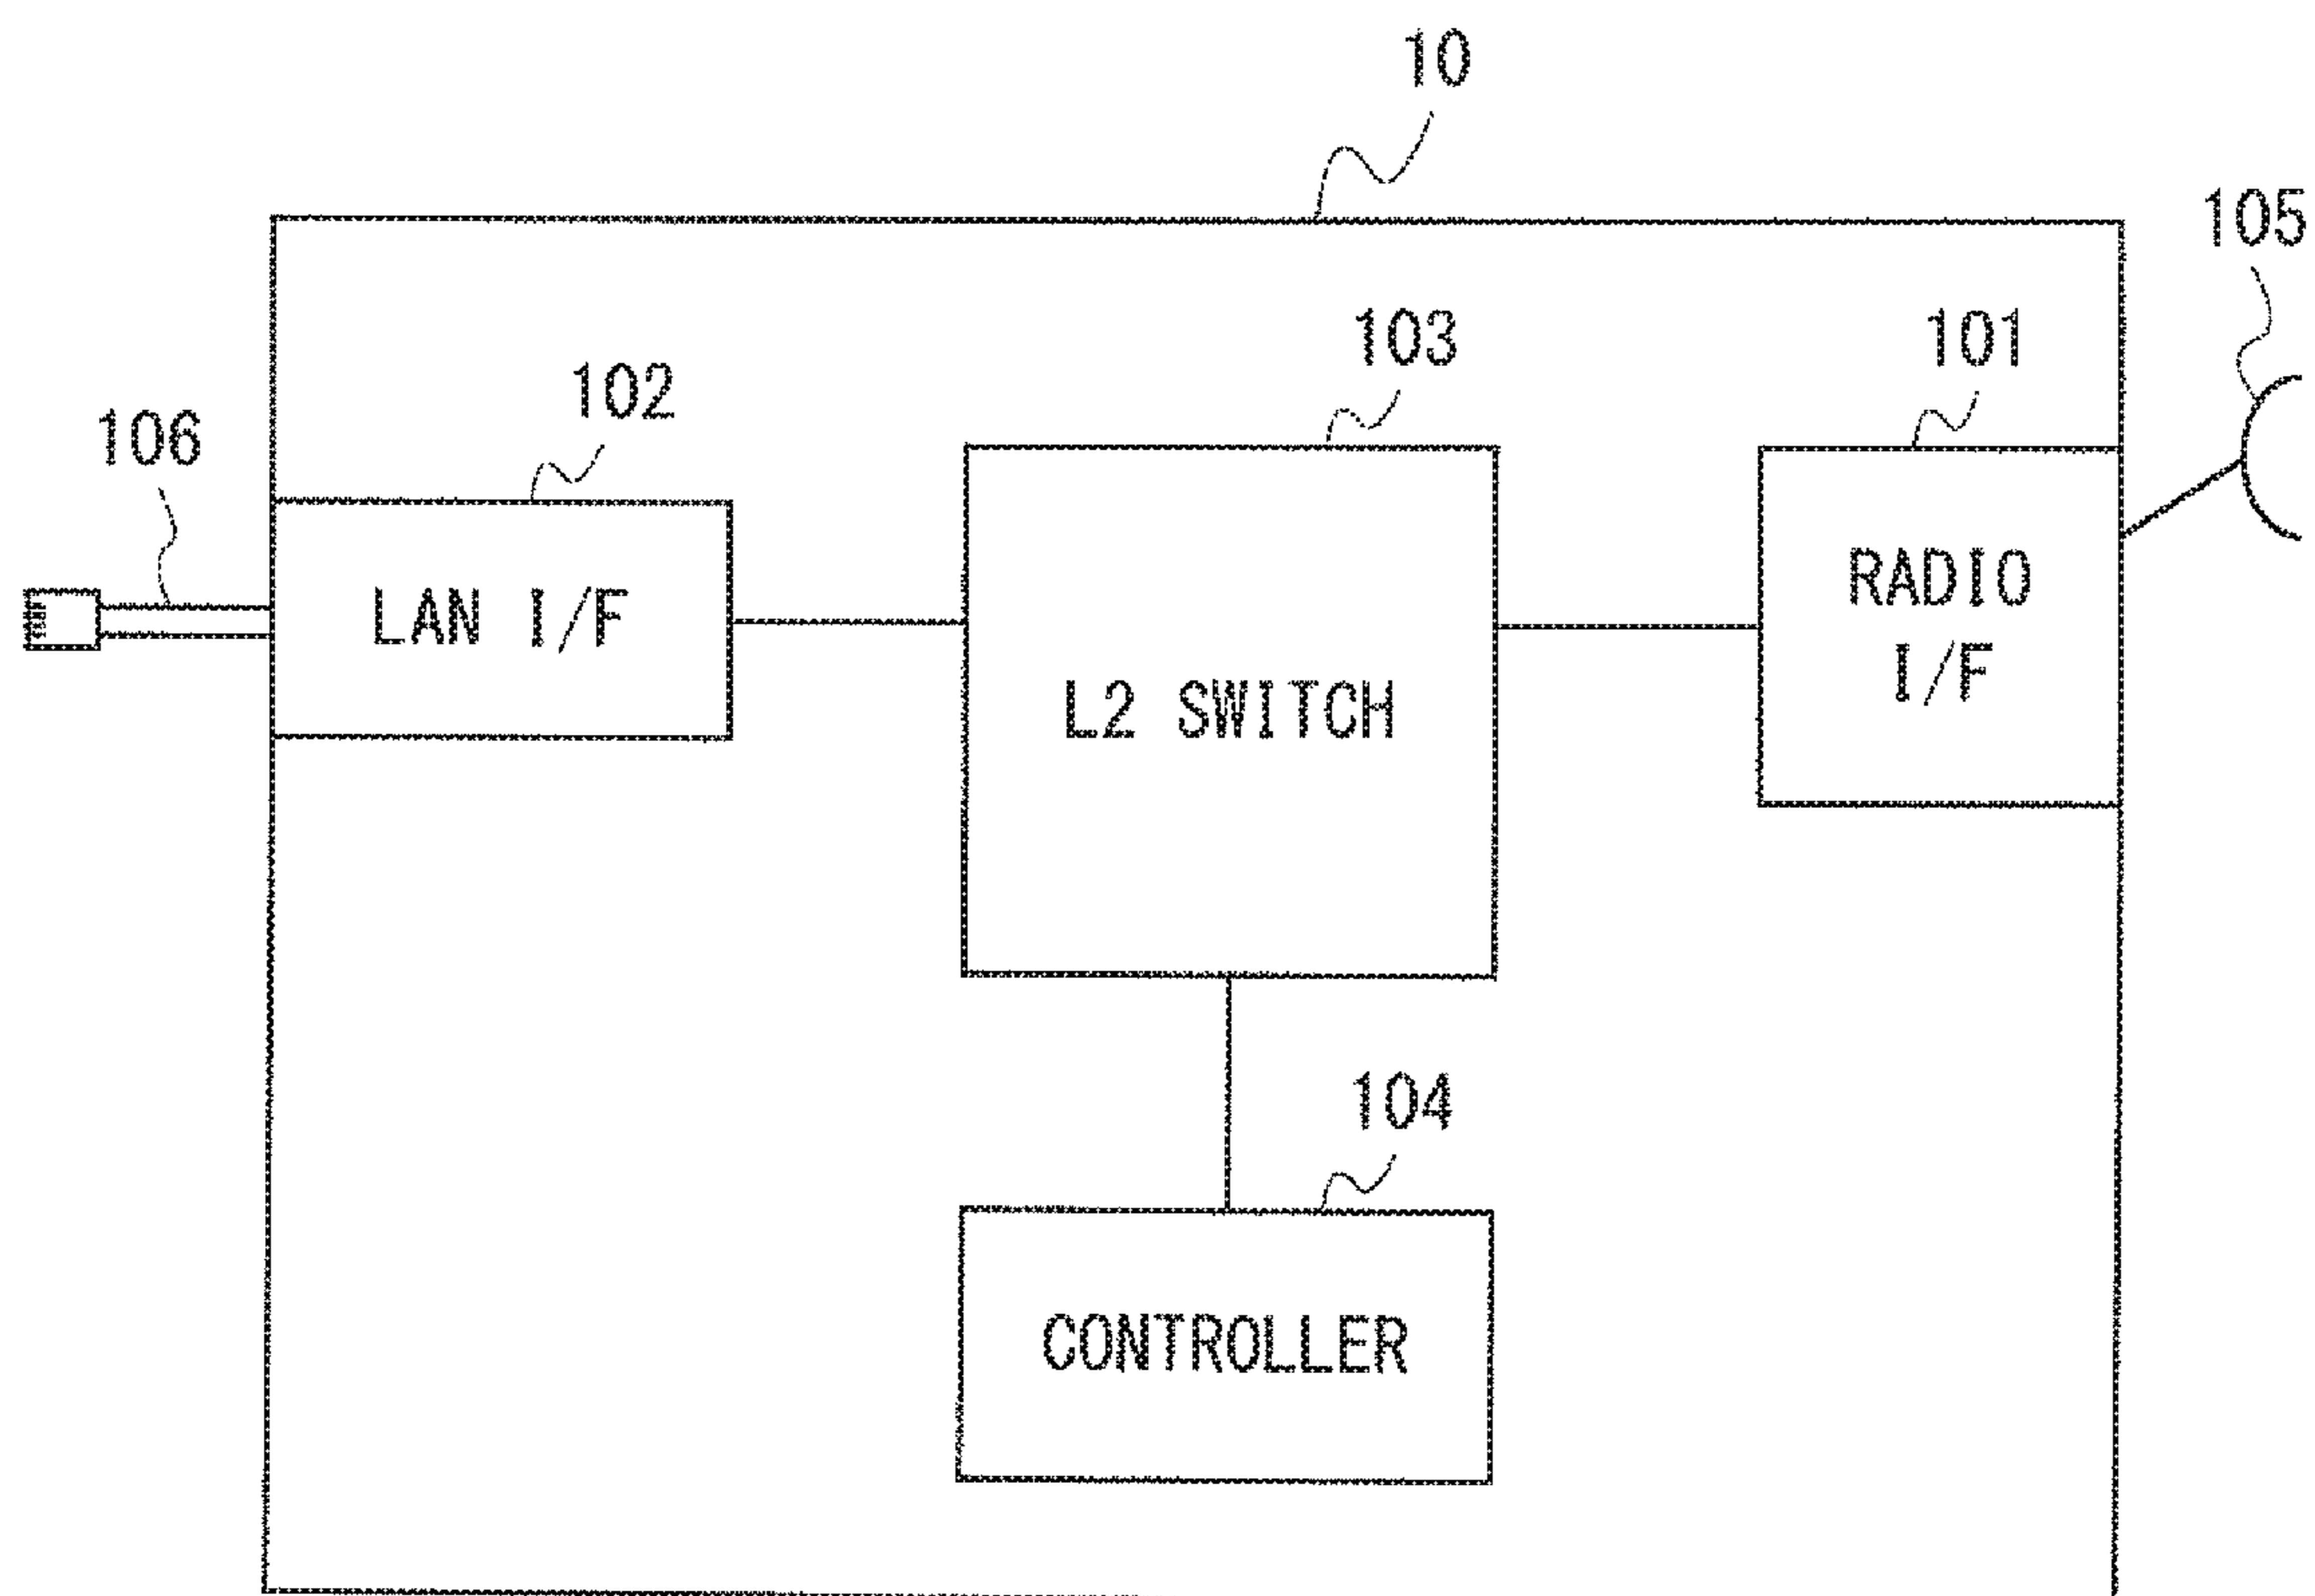 10
105
103
101
102
106
LAN I/F
L2 SWITCH
RADIO
I/F
104
CONTROLLER